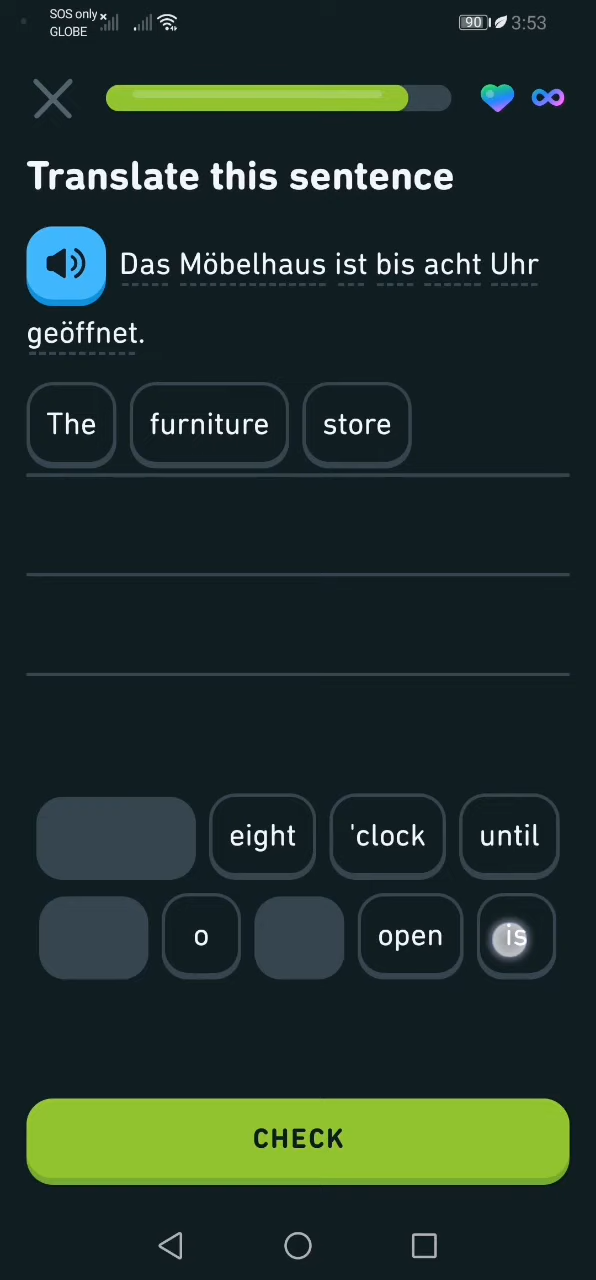 SOS only
GLOBE
90 3:53
Translate this sentence
Das Möbelhaus ist bis acht Uhr
geöffnet.
The furniture store
eight 'clock until
o open is
CHECK